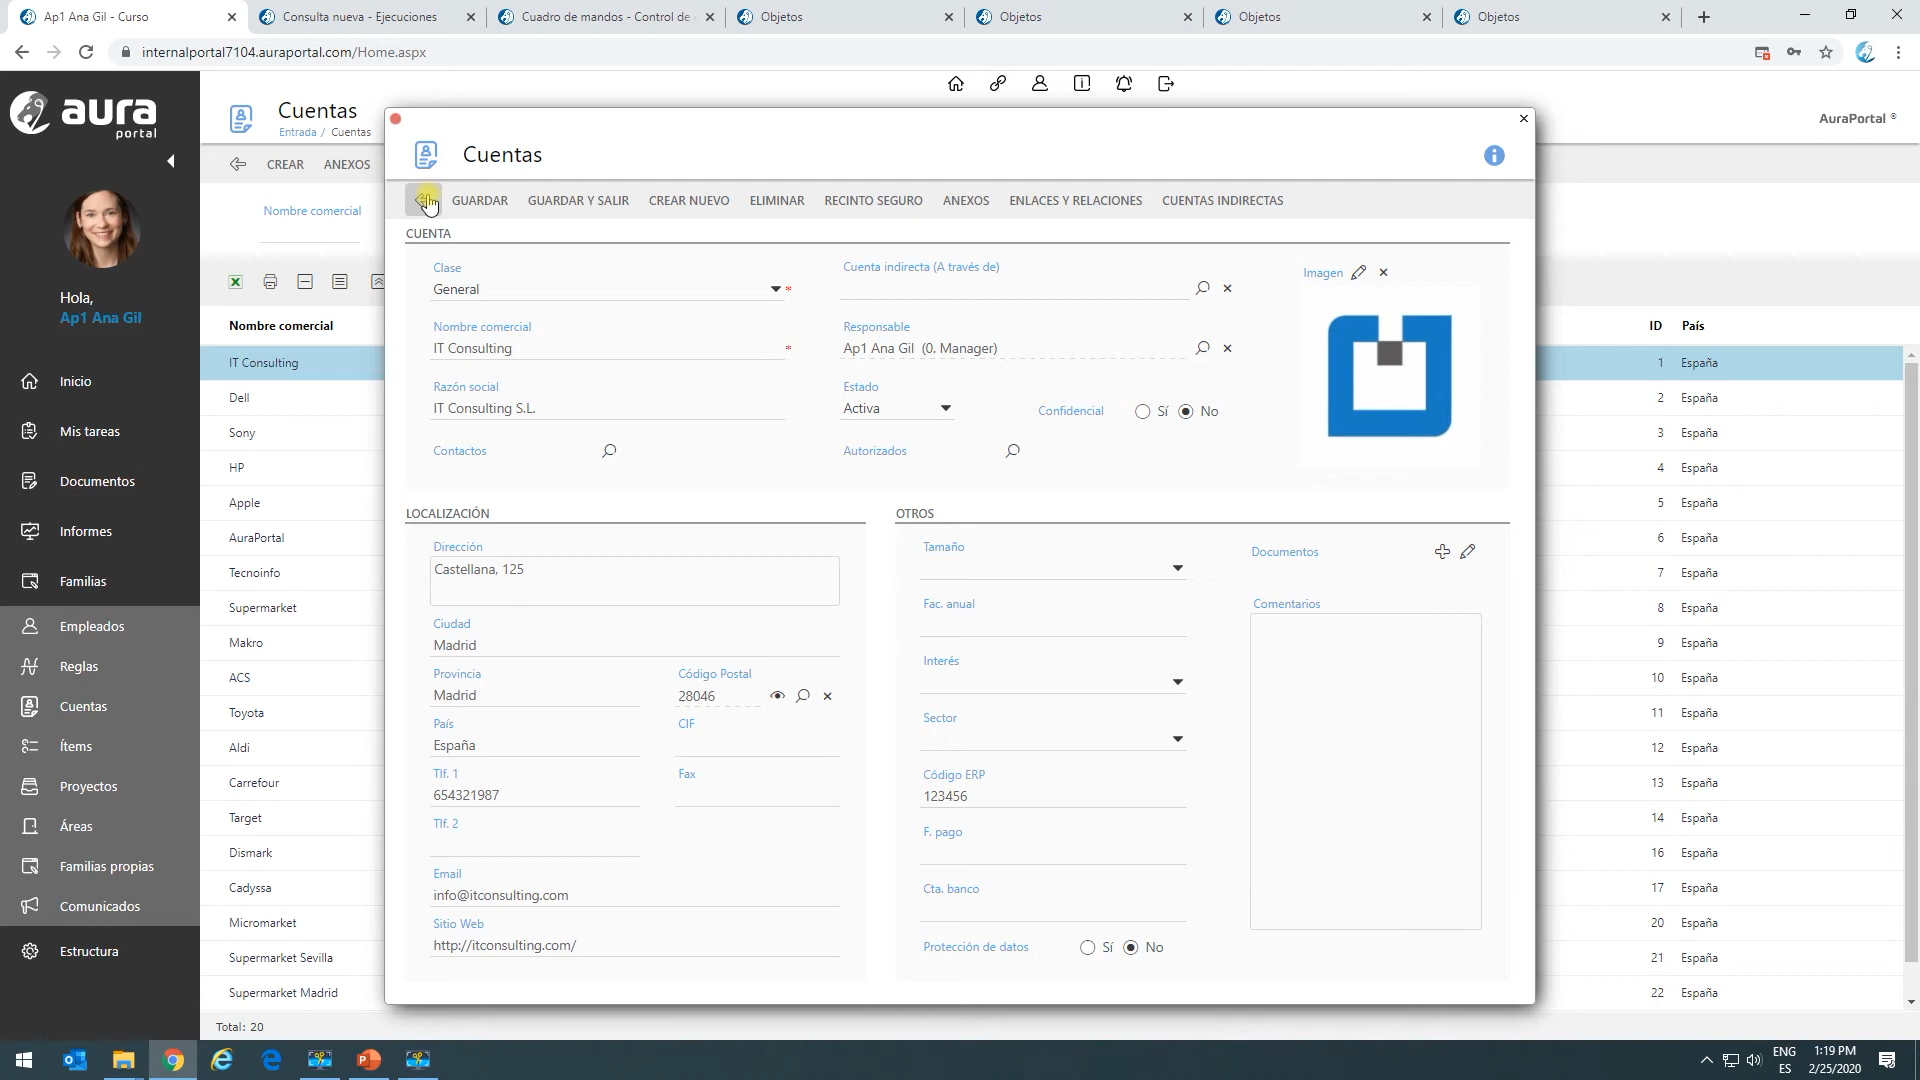 Ap1 Ana Gil - Curso
Consulta nueva - Ejecuciones
Cuadro de mandos - Control de
Objetos
Objetos
Objetos
Objetos
internalportal7104.auraportal.com/Home.aspx
aura
portal
Cuentas
Entrada / Cuentas
AuraPortal ®
CREAR
ANEXOS
Nombre comercial
Hola,
Ap1 Ana Gil
Inicio
Mis tareas
Documentos
Informes
Familias
Empleados
Reglas
Cuentas
Ítems
Proyectos
Áreas
Familias propias
Comunicados
Estructura
Nombre comercial
IT Consulting
Dell
Sony
HP
Apple
AuraPortal
Tecnoinfo
Supermarket
Makro
ACS
Toyota
Aldi
Carrefour
Target
Dismark
Cadyssa
Micromarket
Supermarket Sevilla
Supermarket Madrid
Total: 20
Cuentas
GUARDAR
GUARDAR Y SALIR
CREAR NUEVO
ELIMINAR
RECINTO SEGURO
ANEXOS
ENLACES Y RELACIONES
CUENTAS INDIRECTAS
CUENTA
Clase
General
*
Cuenta indirecta (A través de)
Imagen
Nombre comercial
IT Consulting
*
Responsable
Ap1 Ana Gil (0. Manager)
Razón social
IT Consulting S.L.
Estado
Activa
Confidencial
Sí
No
Contactos
Autorizados
LOCALIZACIÓN
Dirección
Castellana, 125
Ciudad
Madrid
Provincia
Madrid
Código Postal
28046
País
España
CIF
Tlf. 1
654321987
Fax
Tlf. 2
Email
info@itconsulting.com
Sitio Web
http://itconsulting.com/
OTROS
Tamaño
Documentos
Fac. anual
Comentarios
Interés
Sector
Código ERP
123456
F. pago
Cta. banco
Protección de datos
Sí
No
ID País
1 España
2 España
3 España
4 España
5 España
6 España
7 España
8 España
9 España
10 España
11 España
12 España
13 España
14 España
16 España
17 España
20 España
21 España
22 España
ENG
ES
1:19 PM
2/25/2020